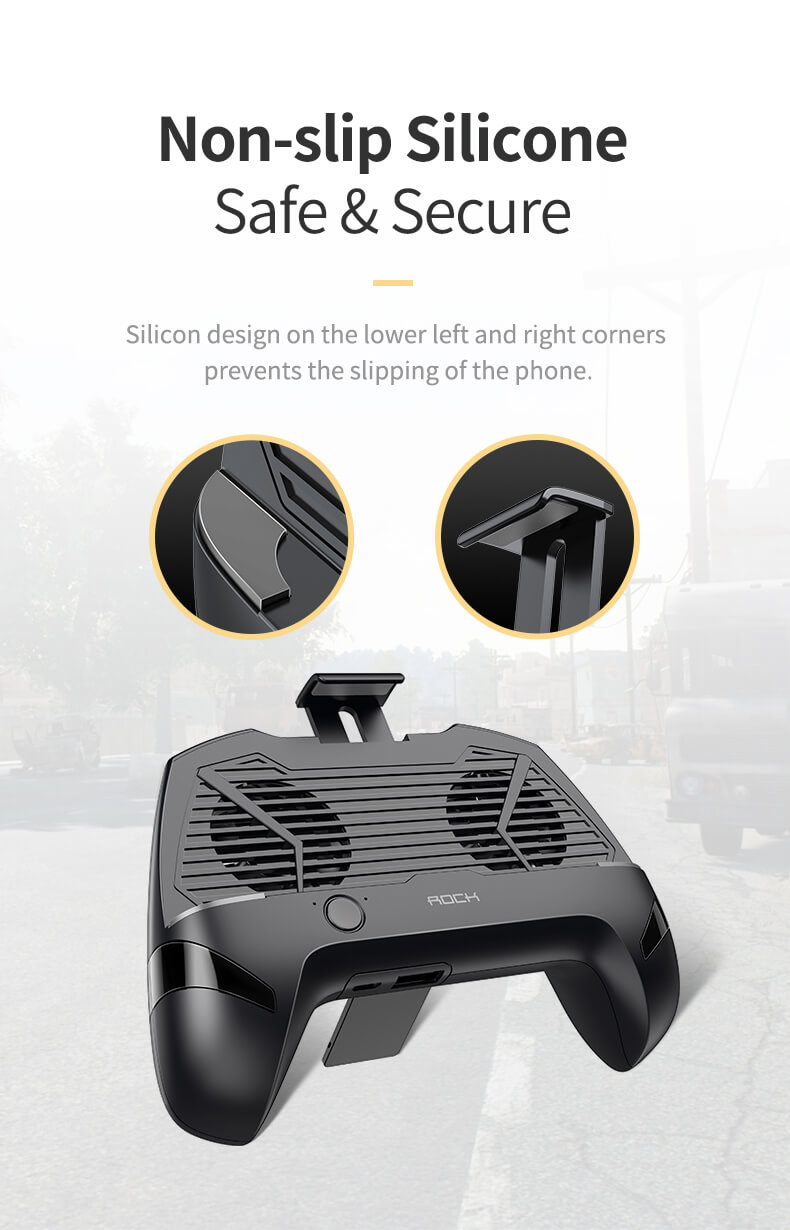 Non-slip Silicone
Safe & Secure
Silicon design on the lower left and right corners
prevents the slipping of the phone.
ROCK